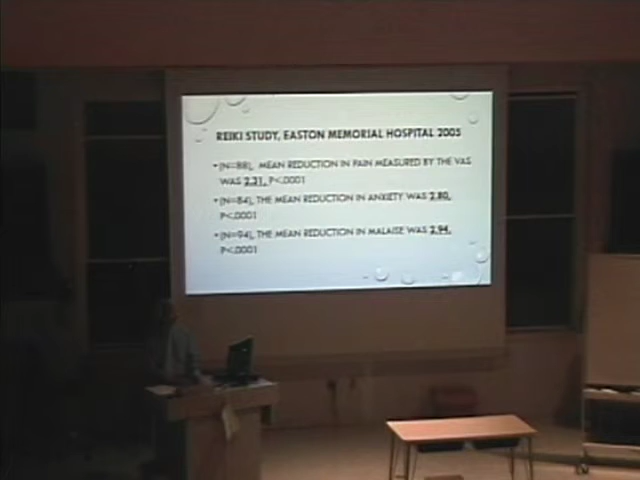 REIKI STUDY, EASTON MEMORIAL HOSPITAL 2005
• (N=88), MEAN REDUCTION IN PAIN MEASURED BY THE VAS
WAS 2.31, P<.0001
• (N=84), THE MEAN REDUCTION IN ANXIETY WAS 2.80,
P<.0001
• (N=94), THE MEAN REDUCTION IN MALAISE WAS 2.94,
P<.0001